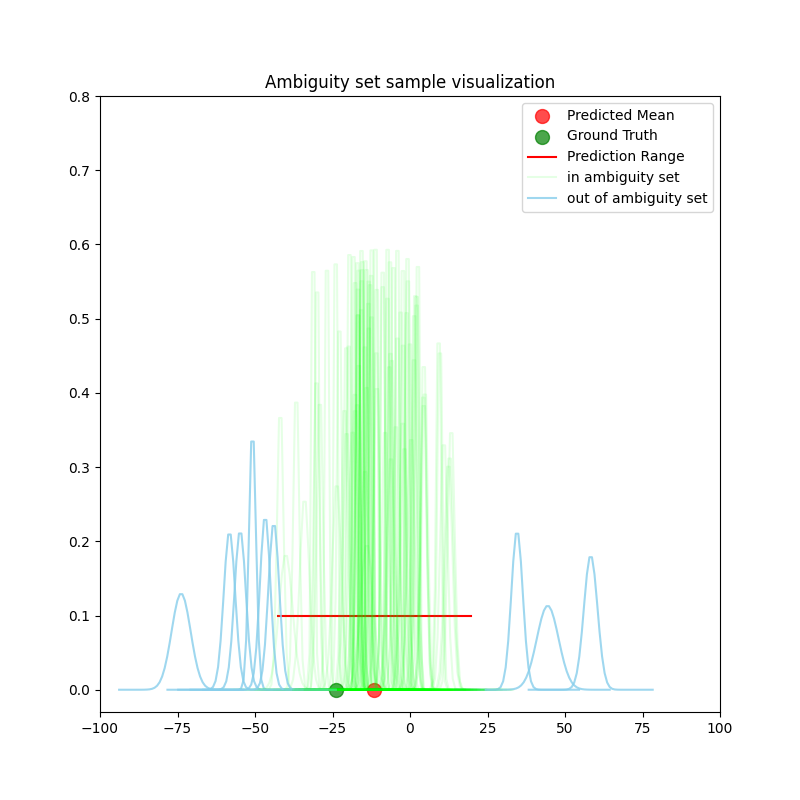 Ambiguity set sample visualization
0.8
0.7
0.6
0.5
0.4
0.3
0.2
0.1
0.0
Predicted Mean
Ground Truth
Prediction Range
in ambiguity set
out of ambiguity set
−100 −75 −50 −25 0 25 50 75 100